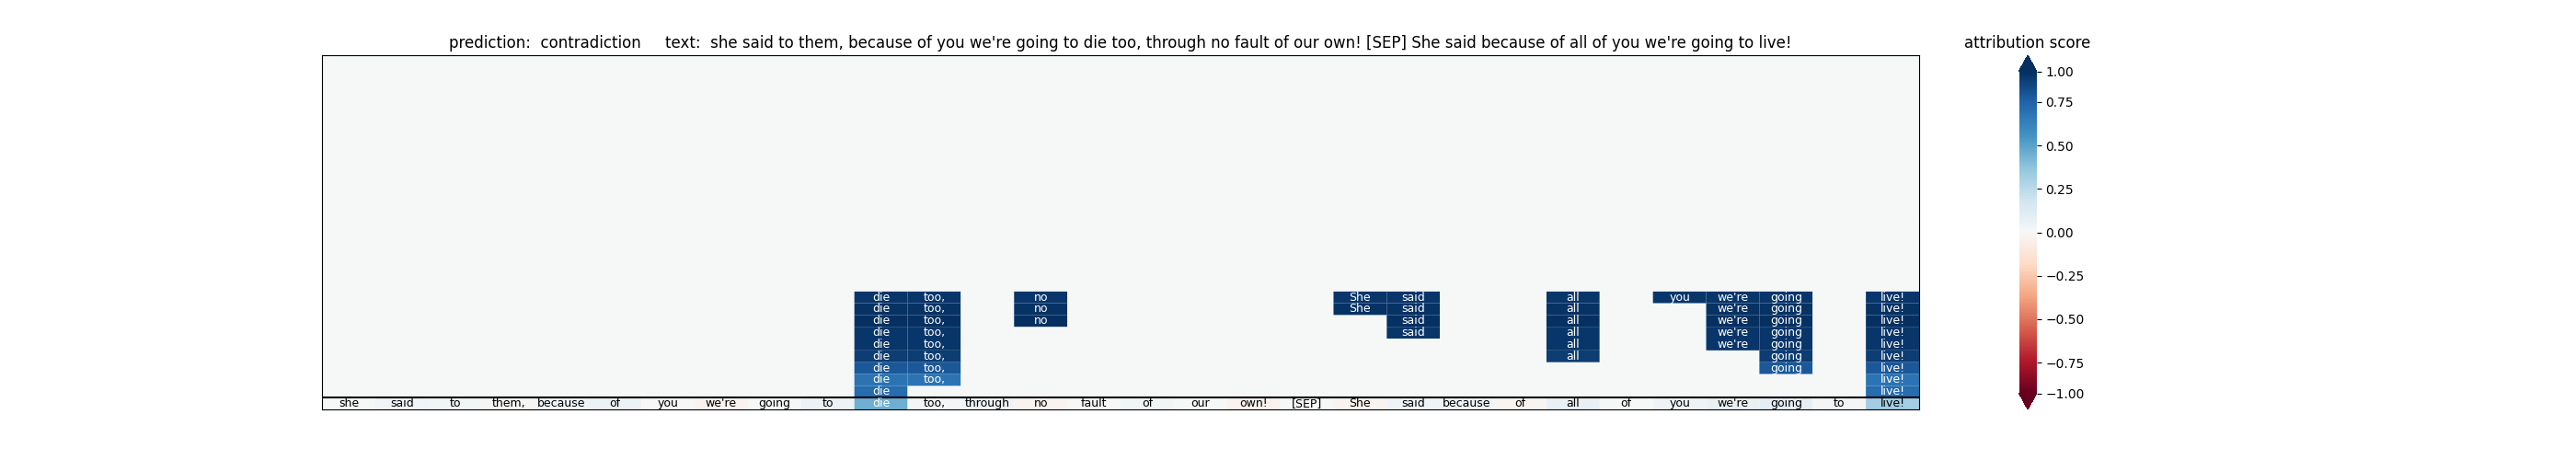 prediction:  contradiction     text:  she said to them, because of you we're going to die too, through no fault of our own! [SEP] She said because of all of you we're going to live!
attribution score
1.00
0.75
0.50
0.25
0.00
−0.25
−0.50
−0.75
−1.00
die too, no She said all you we're going live!
die too, no She said all we're going live!
die too, no said all we're going live!
die too, said all we're going live!
die too, all we're going live!
die too, all going live!
die too, going live!
die too, live!
die live!
she said to them, because of you we're going to die too, through no fault of our own! [SEP] She said because of all of you we're going to live!